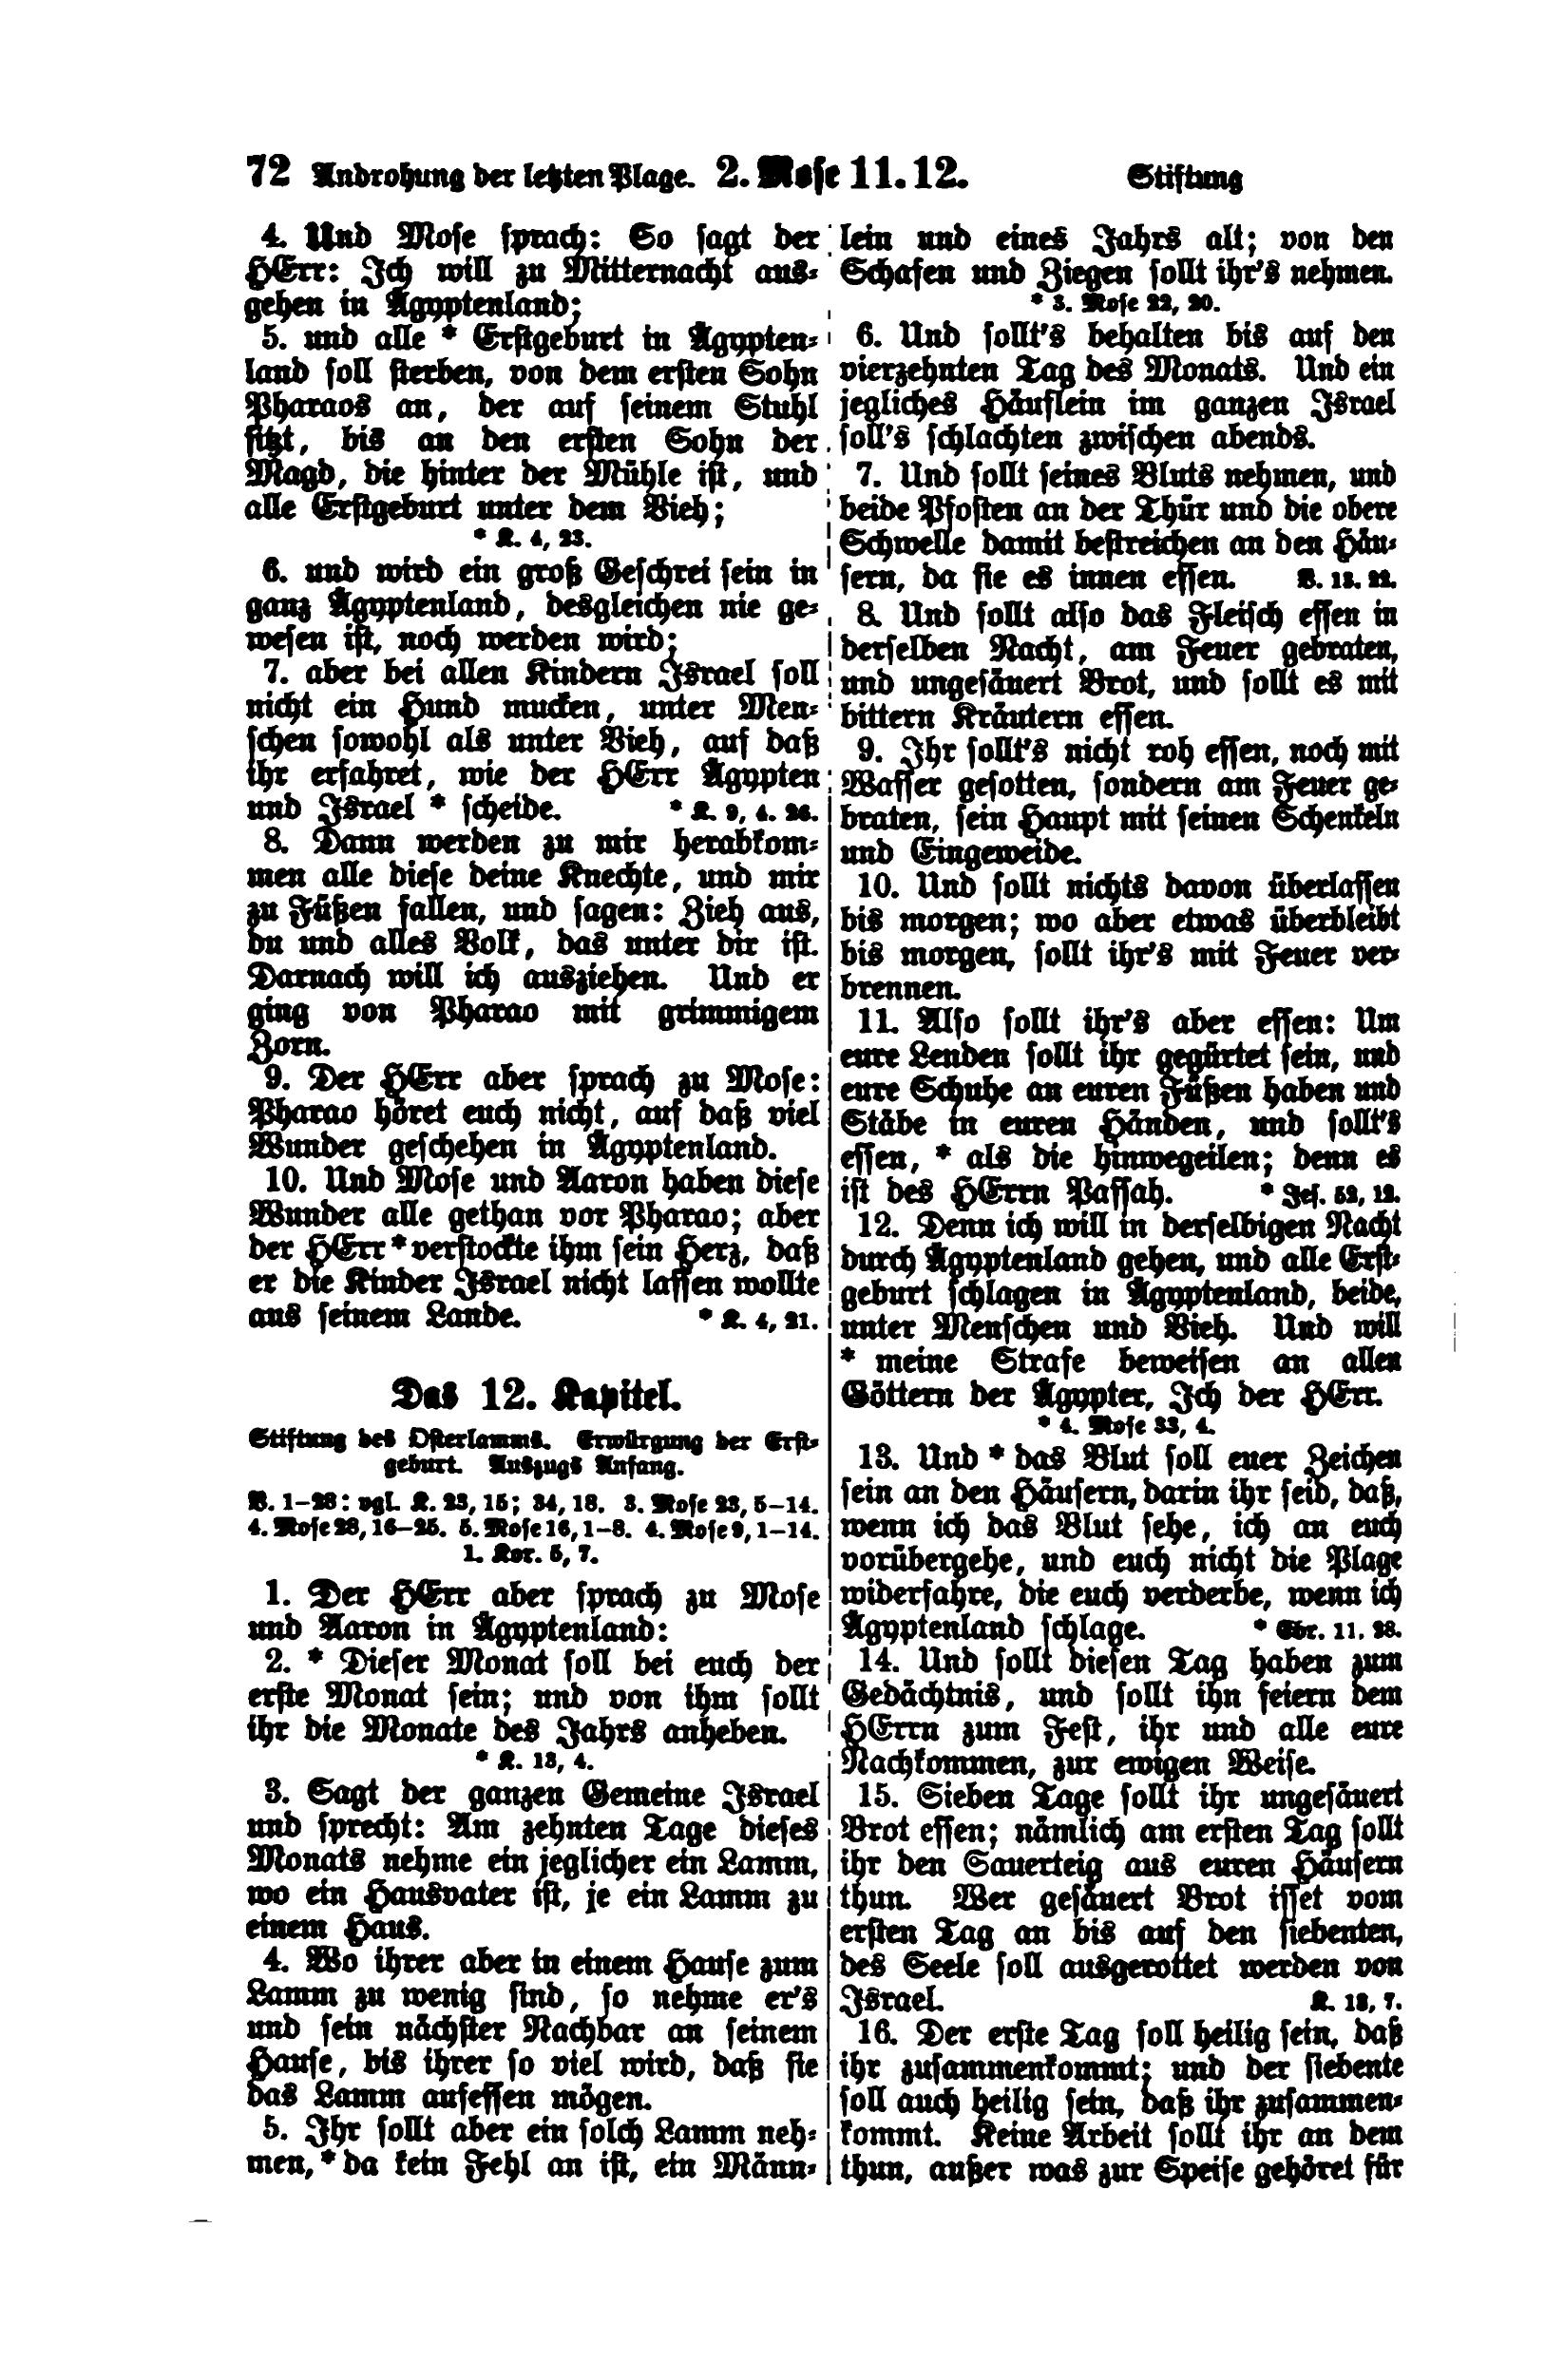 72 Androhung der letzten Plage. 2. Mose 11. 12. Stiftung
4. Und Mose sprach: So sagt der
HErr: Ich will zu Mitternacht aus-
gehen in Ägyptenland;
5. und alle * Erstgeburt in Ägypten-
land soll sterben, von dem ersten Sohn
Pharaos an, der auf seinem Stuhl
sitzt, bis an den ersten Sohn der
Magd, die hinter der Mühle ist, und
alle Erstgeburt unter dem Vieh;
* K. 4, 23.
6. und wird ein groß Geschrei sein in
ganz Ägyptenland, desgleichen nie ge-
wesen ist, noch werden wird;
7. aber bei allen Kindern Israel soll
nicht ein Hund mucken, unter Men-
schen sowohl als unter Vieh, auf daß
ihr erfahret, wie der HErr Ägypten
und Israel * scheide. * K. 9, 4. 26.
8. Dann werden zu mir herabkom-
men alle diese deine Knechte, und mir
zu Füßen fallen, und sagen: Zieh aus,
du und alles Volk, das unter dir ist.
Darnach will ich ausziehen. Und er
ging von Pharao mit grimmigem
Zorn.
9. Der HErr aber sprach zu Mose:
Pharao höret euch nicht, auf daß viel
Wunder geschehen in Ägyptenland.
10. Und Mose und Aaron haben diese
Wunder alle gethan vor Pharao; aber
der HErr * verstockte ihm sein Herz, daß
er die Kinder Israel nicht lassen wollte
aus seinem Lande. * K. 4, 21.
Das 12. Kapitel.
Stiftung des Osterlamms. Erwürgung der Erst-
geburt. Auszugs Anfang.
V. 1–28: vgl. K. 23, 15; 34, 18. 3. Mose 23, 5–14.
4. Mose 28, 16–25. 5. Mose 16, 1–8. 4. Mose 9, 1–14.
1. Kor. 5, 7.
1. Der HErr aber sprach zu Mose
und Aaron in Ägyptenland:
2. * Dieser Monat soll bei euch der
erste Monat sein; und von ihm sollt
ihr die Monate des Jahrs anheben.
* K. 13, 4.
3. Sagt der ganzen Gemeine Israel
und sprecht: Am zehnten Tage dieses
Monats nehme ein jeglicher ein Lamm,
wo ein Hausvater ist, je ein Lamm zu
einem Haus.
4. Wo ihrer aber in einem Hause zum
Lamm zu wenig sind, so nehme er's
und sein nächster Nachbar an seinem
Hause, bis ihrer so viel wird, daß sie
das Lamm aufessen mögen.
5. Ihr sollt aber ein solch Lamm neh-
men, * da kein Fehl an ist, ein Männ-
lein und eines Jahrs alt; von den
Schafen und Ziegen sollt ihr's nehmen.
* 3. Mose 22, 20.
6. Und sollt's behalten bis auf den
vierzehnten Tag des Monats. Und ein
jegliches Häuflein im ganzen Israel
soll's schlachten zwischen abends.
7. Und sollt seines Bluts nehmen, und
beide Pfosten an der Thür und die obere
Schwelle damit bestreichen an den Häu-
sern, da sie es innen essen. V. 13. 22.
8. Und sollt also das Fleisch essen in
derselben Nacht, am Feuer gebraten,
und ungesäuert Brot, und sollt es mit
bittern Kräutern essen.
9. Ihr sollt's nicht roh essen, noch mit
Wasser gesotten, sondern am Feuer ge-
braten, sein Haupt mit seinen Schenkeln
und Eingeweide.
10. Und sollt nichts davon überlassen
bis morgen; wo aber etwas überbleibt
bis morgen, sollt ihr's mit Feuer ver-
brennen.
11. Also sollt ihr's aber essen: Um
eure Lenden sollt ihr gegürtet sein, und
eure Schuhe an euren Füßen haben und
Stäbe in euren Händen, und sollt's
essen, * als die hinwegeilen; denn es
ist des HErrn Passah. * Jes. 52, 12.
12. Denn ich will in derselbigen Nacht
durch Ägyptenland gehen, und alle Erst-
geburt schlagen in Ägyptenland, beide,
unter Menschen und Vieh. Und will
* meine Strafe beweisen an allen
Göttern der Ägypter, Ich der HErr.
* 4. Mose 33, 4.
13. Und * das Blut soll euer Zeichen
sein an den Häusern, darin ihr seid, daß,
wenn ich das Blut sehe, ich an euch
vorübergehe, und euch nicht die Plage
widerfahre, die euch verderbe, wenn ich
Ägyptenland schlage. * Ebr. 11, 28.
14. Und sollt diesen Tag haben zum
Gedächtnis, und sollt ihn feiern dem
HErrn zum Fest, ihr und alle eure
Nachkommen, zur ewigen Weise.
15. Sieben Tage sollt ihr ungesäuert
Brot essen; nämlich am ersten Tag sollt
ihr den Sauerteig aus euren Häusern
thun. Wer gesäuert Brot isset vom
ersten Tag an bis auf den siebenten,
des Seele soll ausgerottet werden von
Israel. K. 13, 7.
16. Der erste Tag soll heilig sein, daß
ihr zusammenkommt; und der siebente
soll auch heilig sein, daß ihr zusammen-
kommt. Keine Arbeit sollt ihr an dem
thun, außer was zur Speise gehöret für